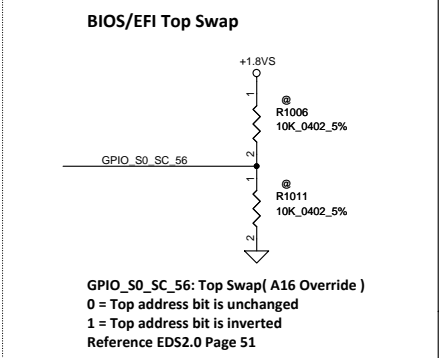 BIOS/EFI Top Swap
+1.8VS
1
@
R1006
10K_0402_5%
2
GPIO_S0_SC_56
1
@
R1011
10K_0402_5%
2
GPIO_S0_SC_56: Top Swap( A16 Override )
0 = Top address bit is unchanged
1 = Top address bit is inverted
Reference EDS2.0 Page 51